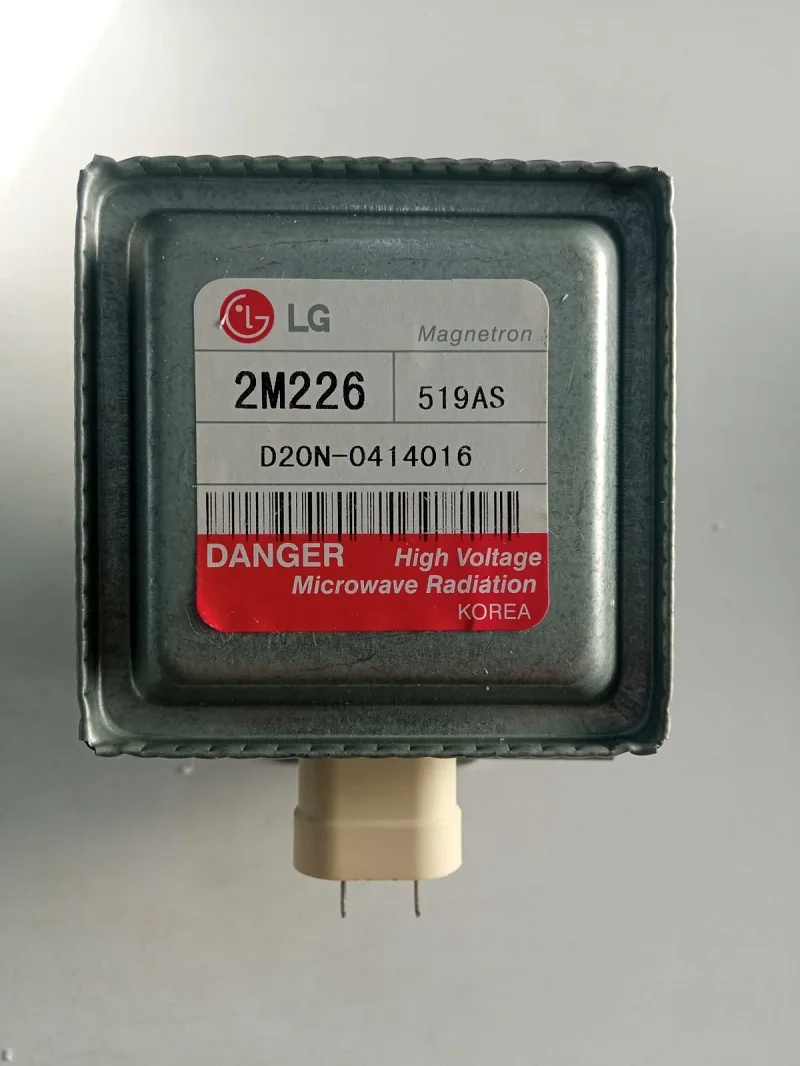 LG
Magnetron
2M226 519AS
D20N-0414016
DANGER High Voltage
Microwave Radiation
KOREA